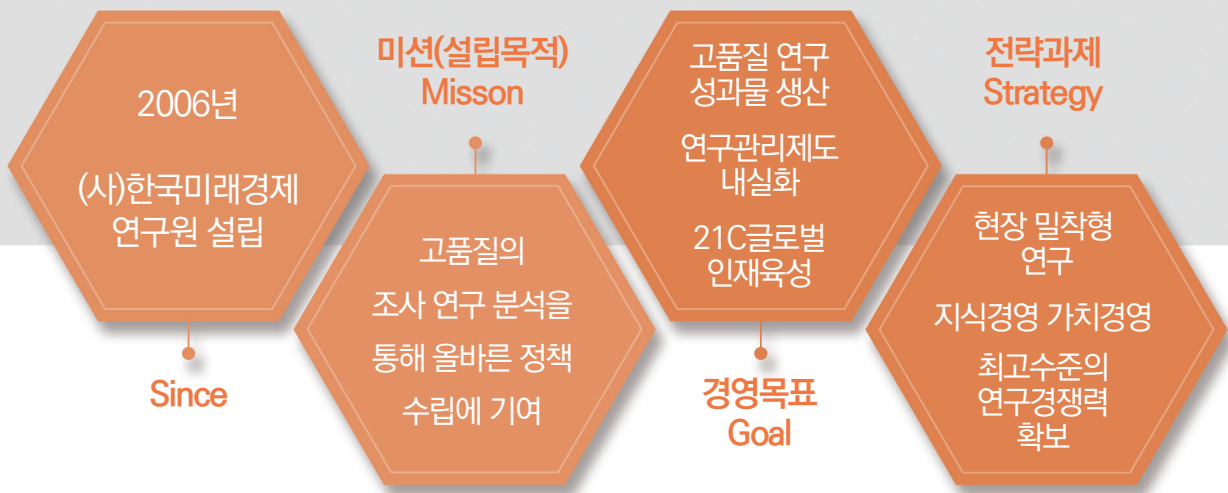 2006년
(사)한국미래경제
연구원 설립
Since
미션(설립목적)
Misson
고품질의
조사 연구 분석을
통해 올바른 정책
수립에 기여
고품질 연구
성과물 생산
연구관리제도
내실화
21C글로벌
인재육성
경영목표
Goal
전략과제
Strategy
현장 밀착형
연구
지식경영 가치경영
최고수준의
연구경쟁력
확보